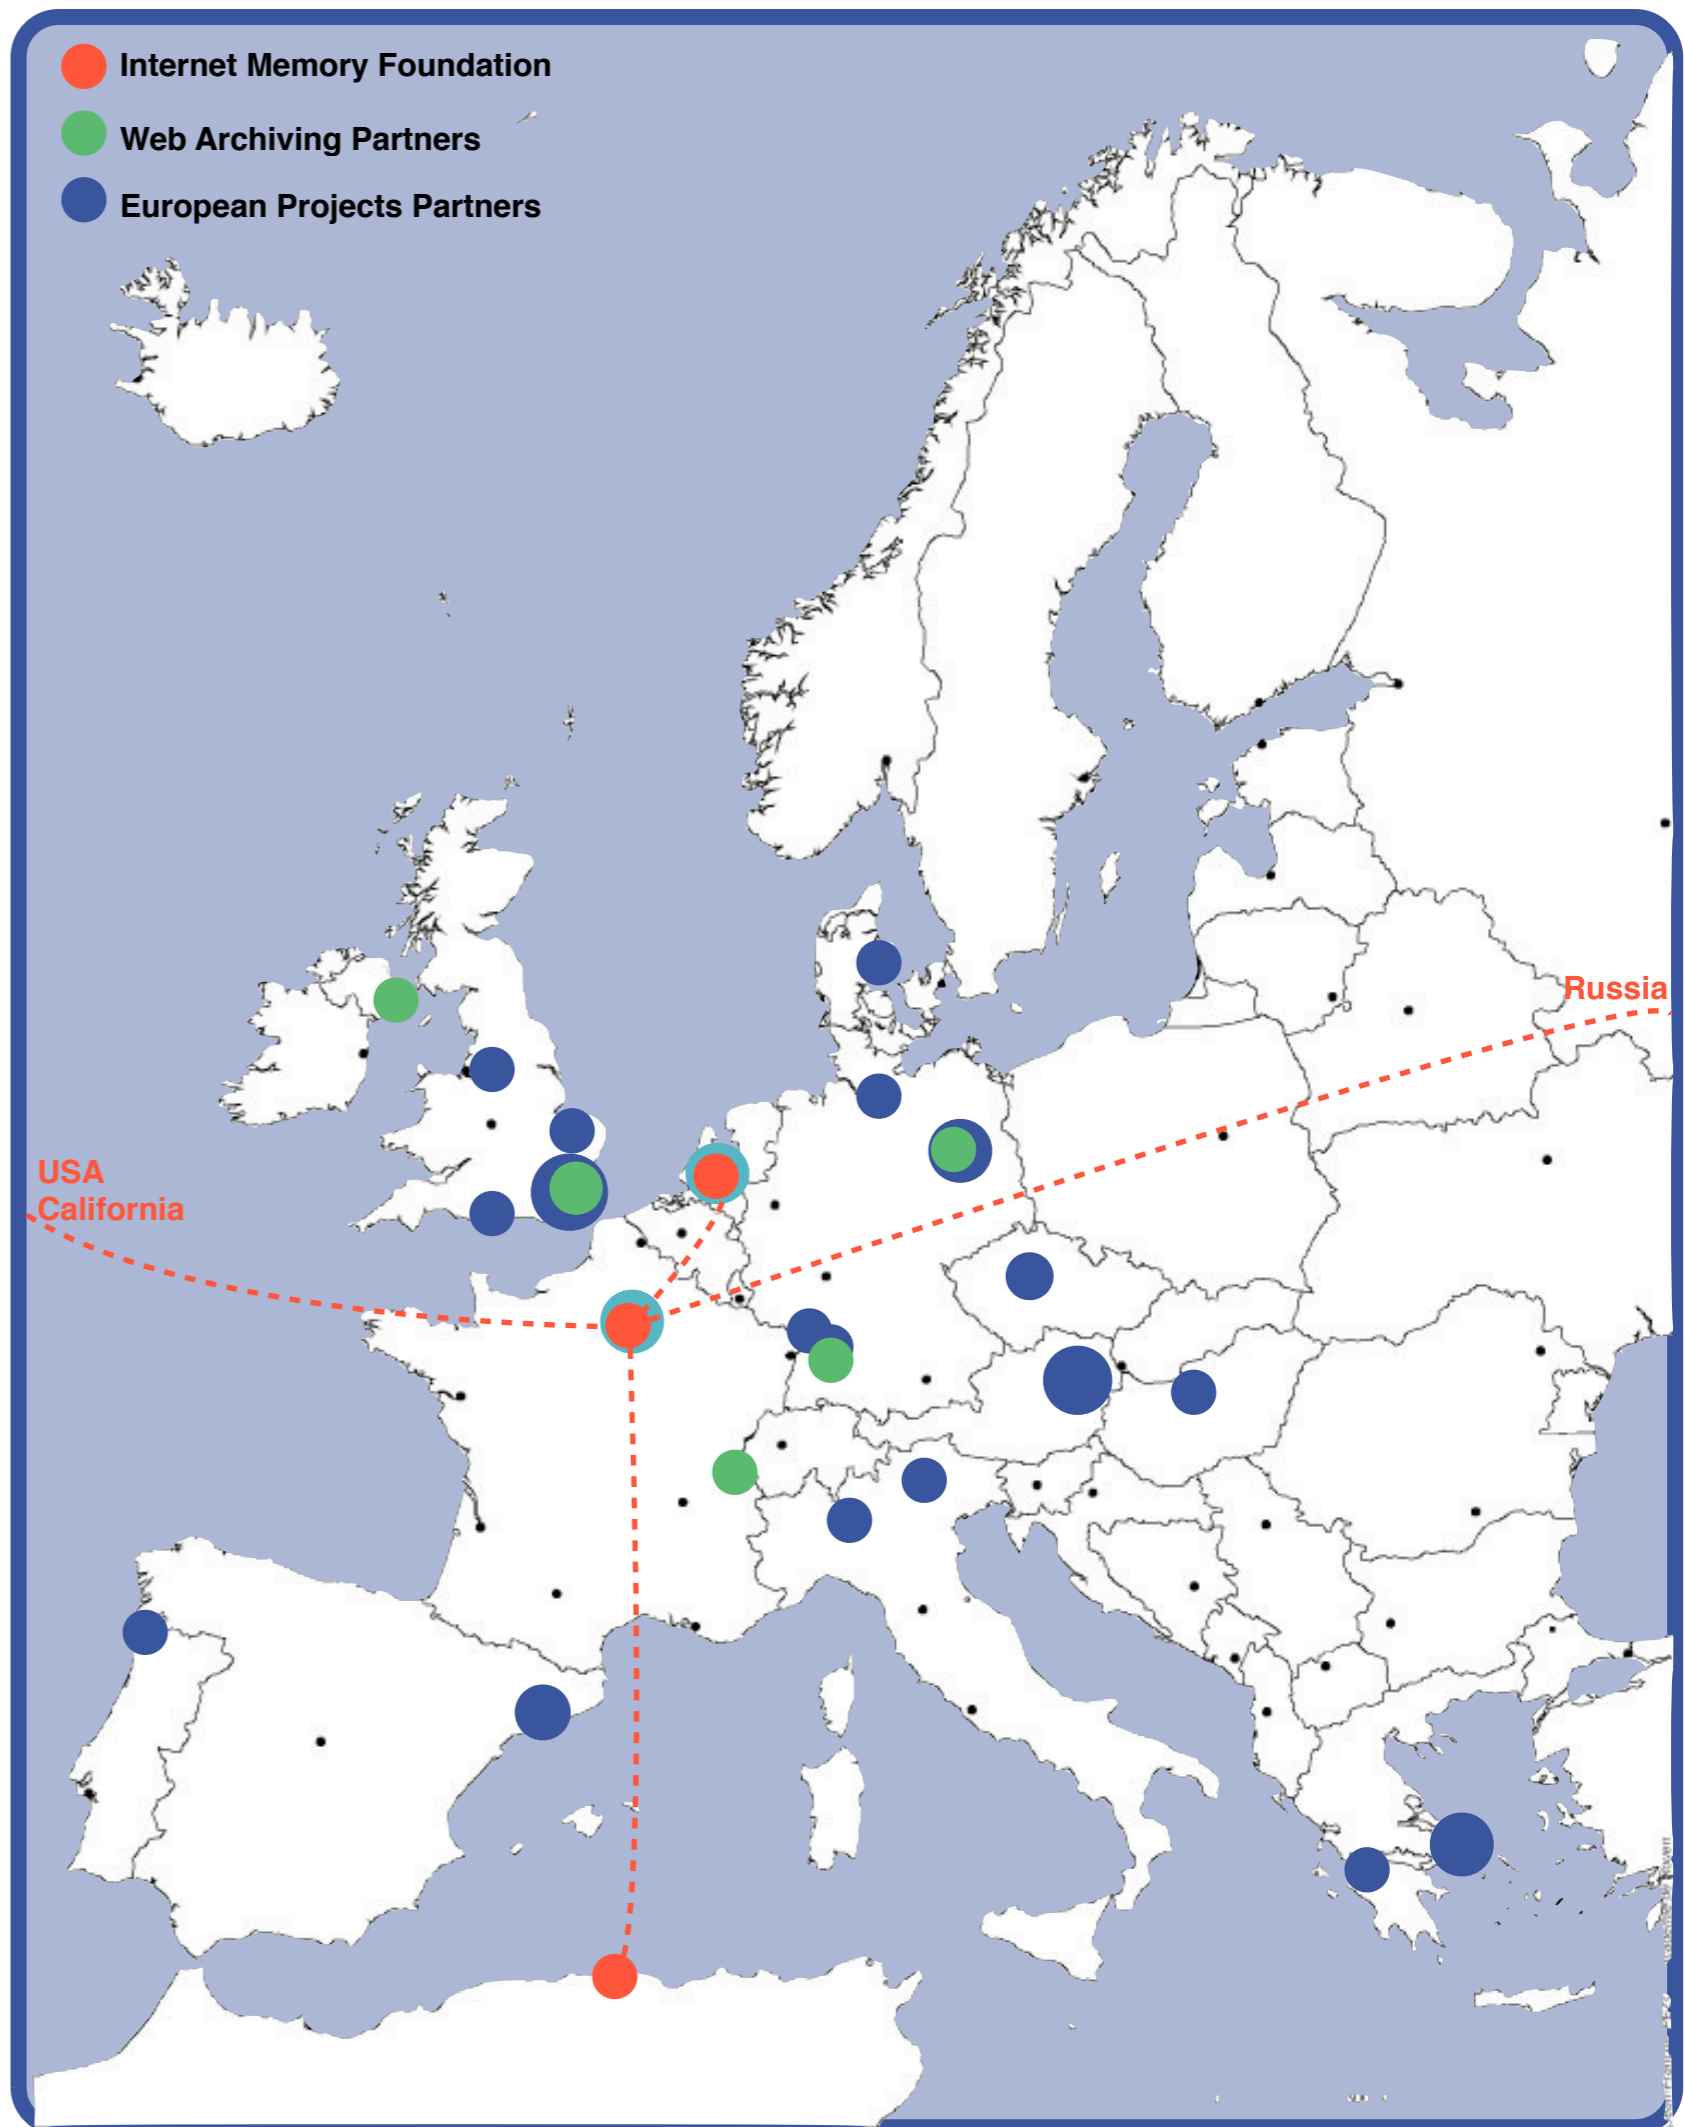 Internet Memory Foundation
Web Archiving Partners
European Projects Partners
Russia
USA
California